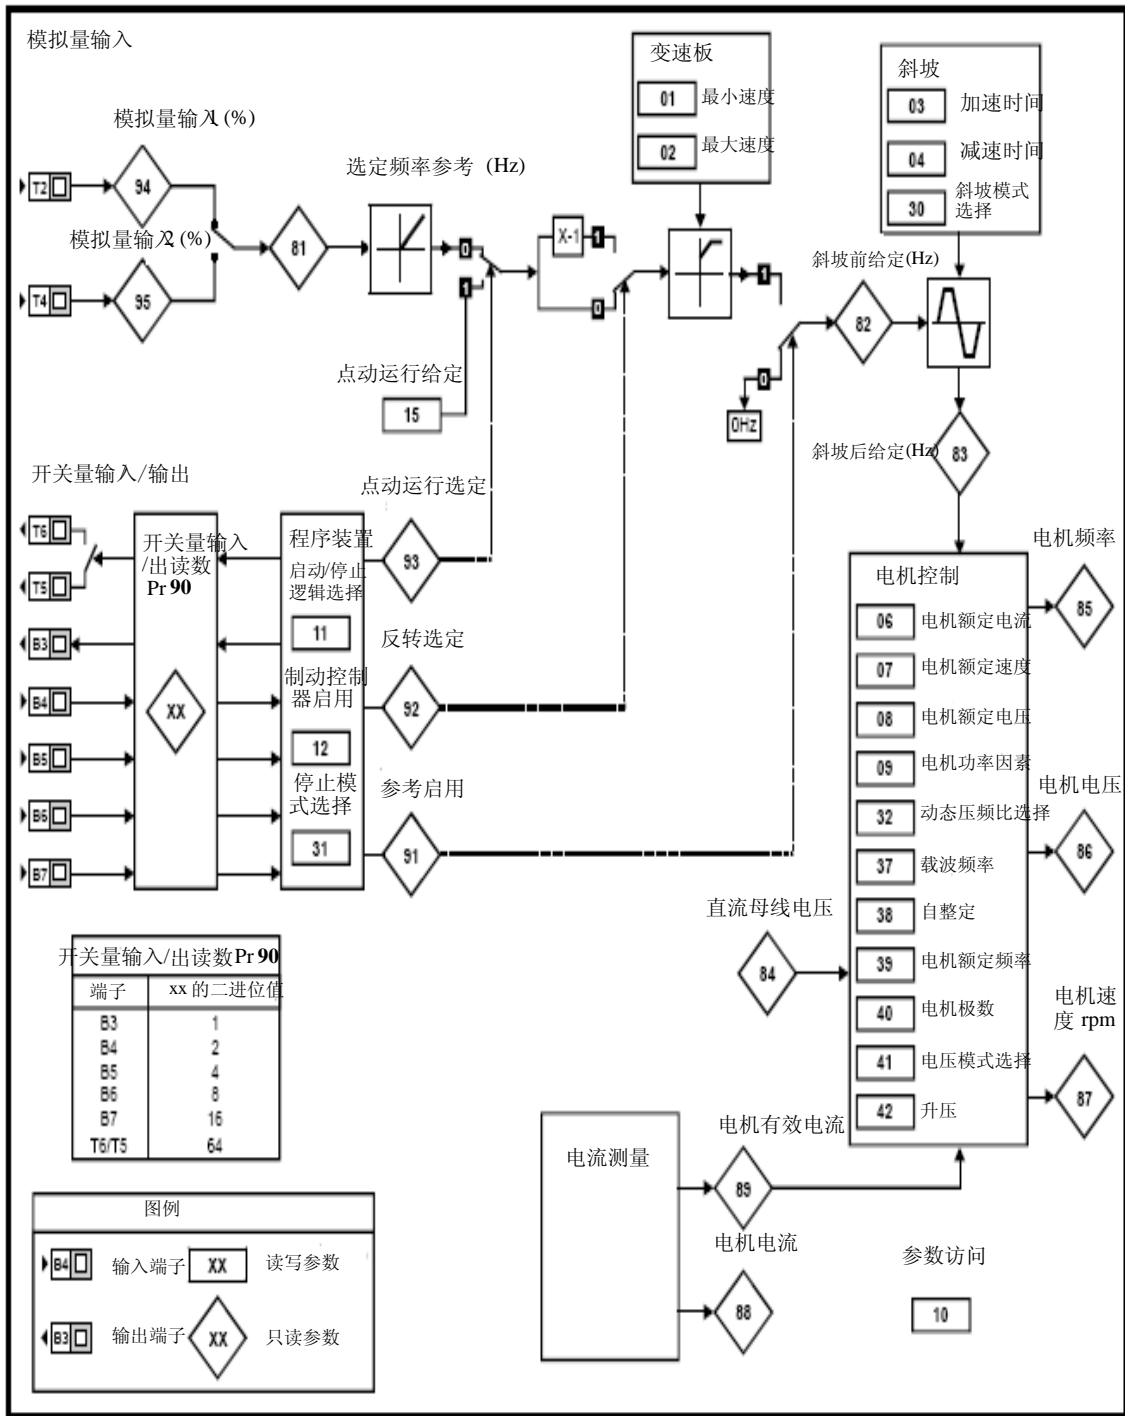 模拟量输入
模拟量输入1 (%)
T2
94
模拟量输入2 (%)
T4
95
81
选定频率参考 (Hz)
0
1
点动运行给定
15
X-1
1
0
变速板
01 最小速度
02 最大速度
1
0
0Hz
斜坡
03 加速时间
04 减速时间
30 斜坡模式
选择
斜坡前给定(Hz)
82
斜坡后给定(Hz)
83
开关量输入/输出
T6
T5
B3
B4
B5
B6
B7
开关量输入
/出读数
Pr 90
XX
程序装置
启动/停止
逻辑选择
11
制动控制
器启用
12
停止模
式选择
31
点动运行选定
93
反转选定
92
参考启用
91
电机控制
06 电机额定电流
07 电机额定速度
08 电机额定电压
09 电机功率因素
32 动态压频比选择
37 载波频率
38 自整定
39 电机额定频率
40 电机极数
41 电压模式选择
42 升压
电机频率
85
电机电压
86
电机速
度 rpm
87
直流母线电压
84
开关量输入/出读数Pr 90
端子 xx 的二进位值
B3 1
B4 2
B5 4
B6 8
B7 16
T6/T5 64
电流测量
电机有效电流
89
电机电流
88
参数访问
10
图例
B4 输入端子 XX 读写参数
B3 输出端子 XX 只读参数